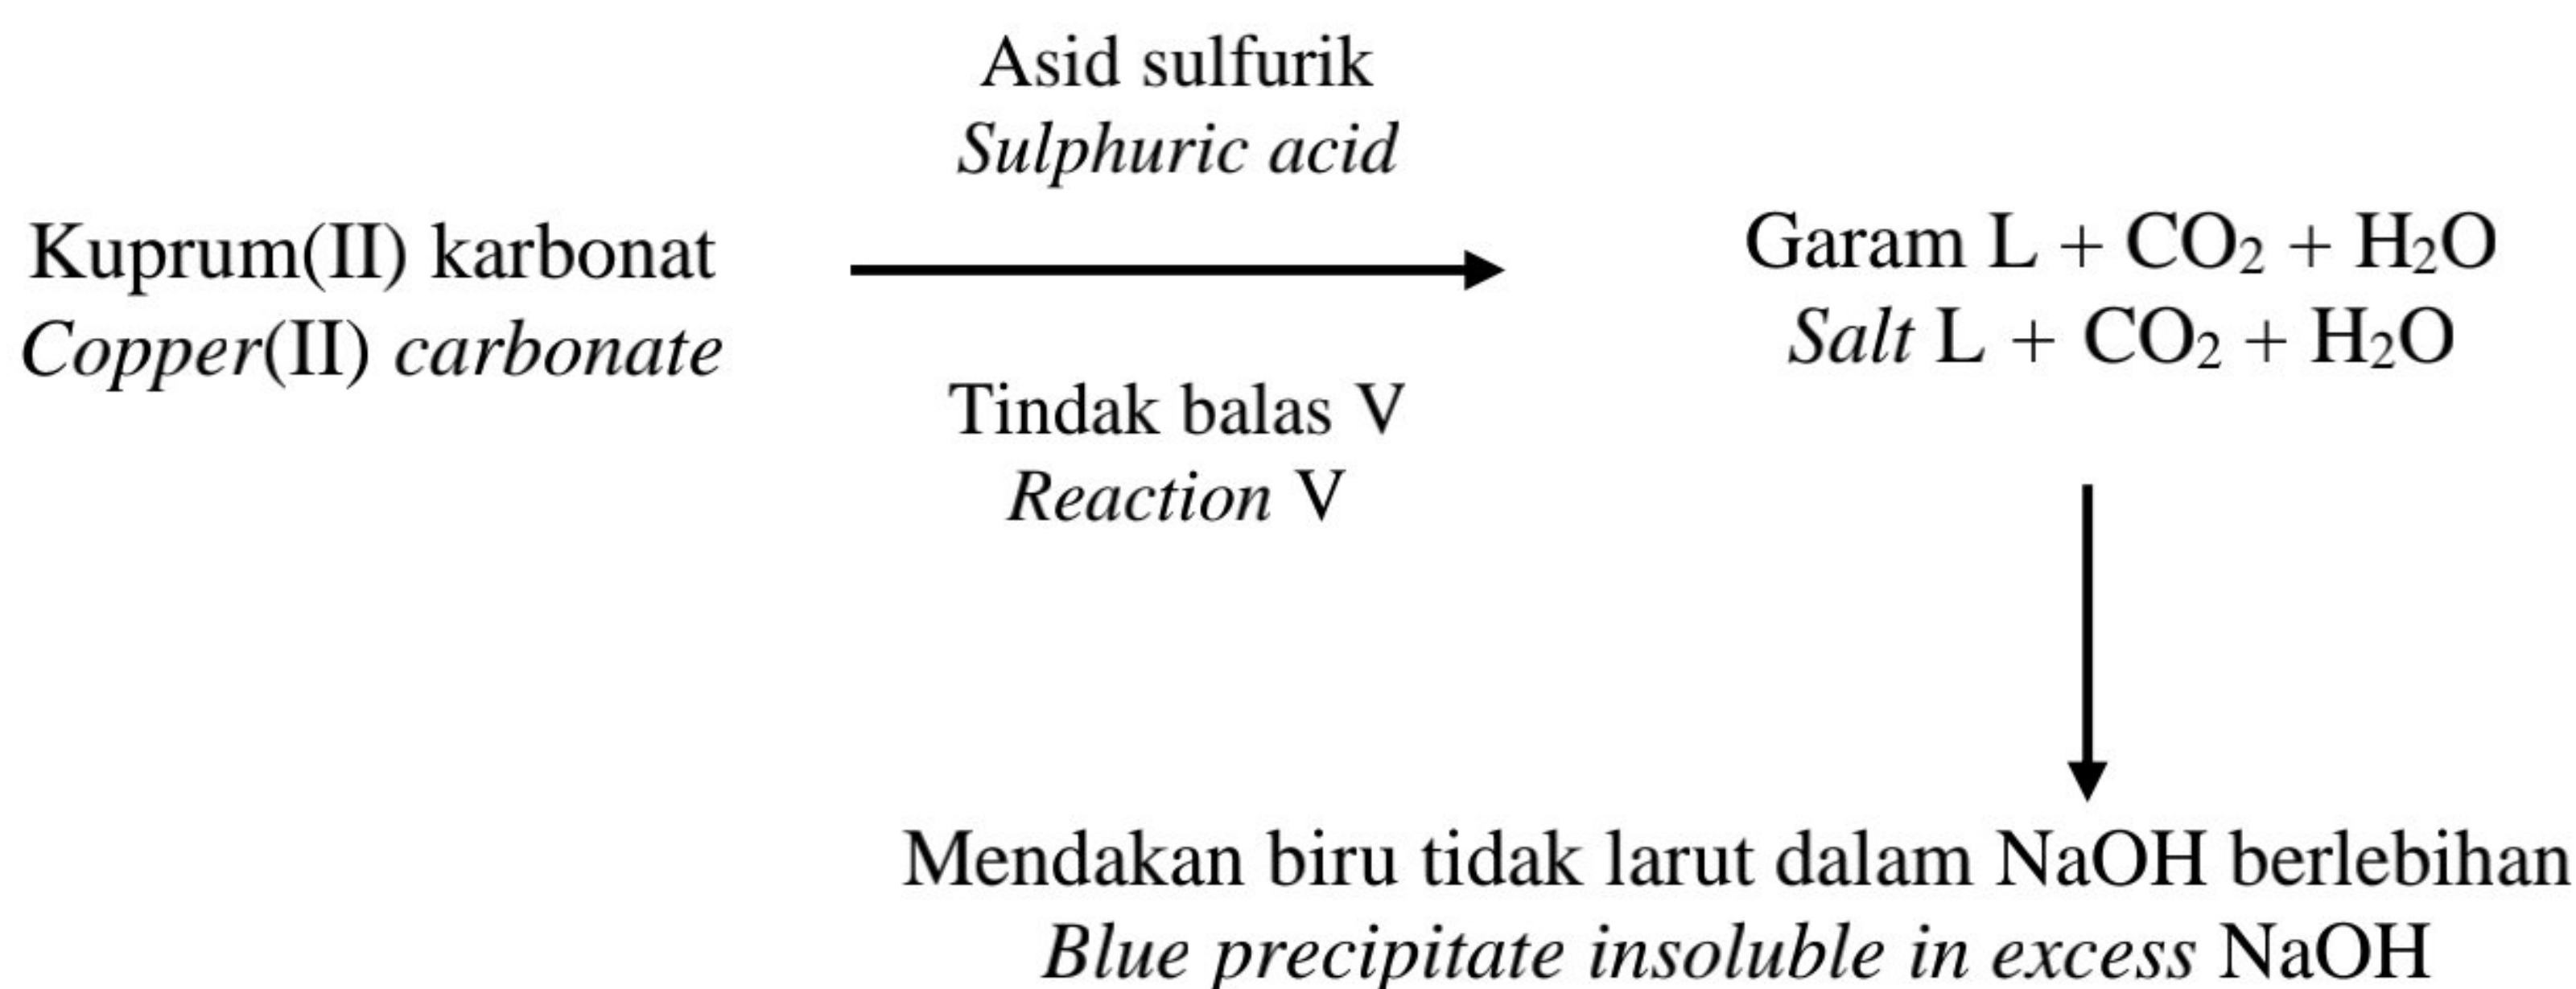 Asid sulfurik
Sulphuric acid
Kuprum(II) karbonat
Copper(II) carbonate
Garam L + CO₂ + H₂O
Salt L + CO₂ + H₂O
Tindak balas V
Reaction V
Mendakan biru tidak larut dalam NaOH berlebihan
Blue precipitate insoluble in excess NaOH